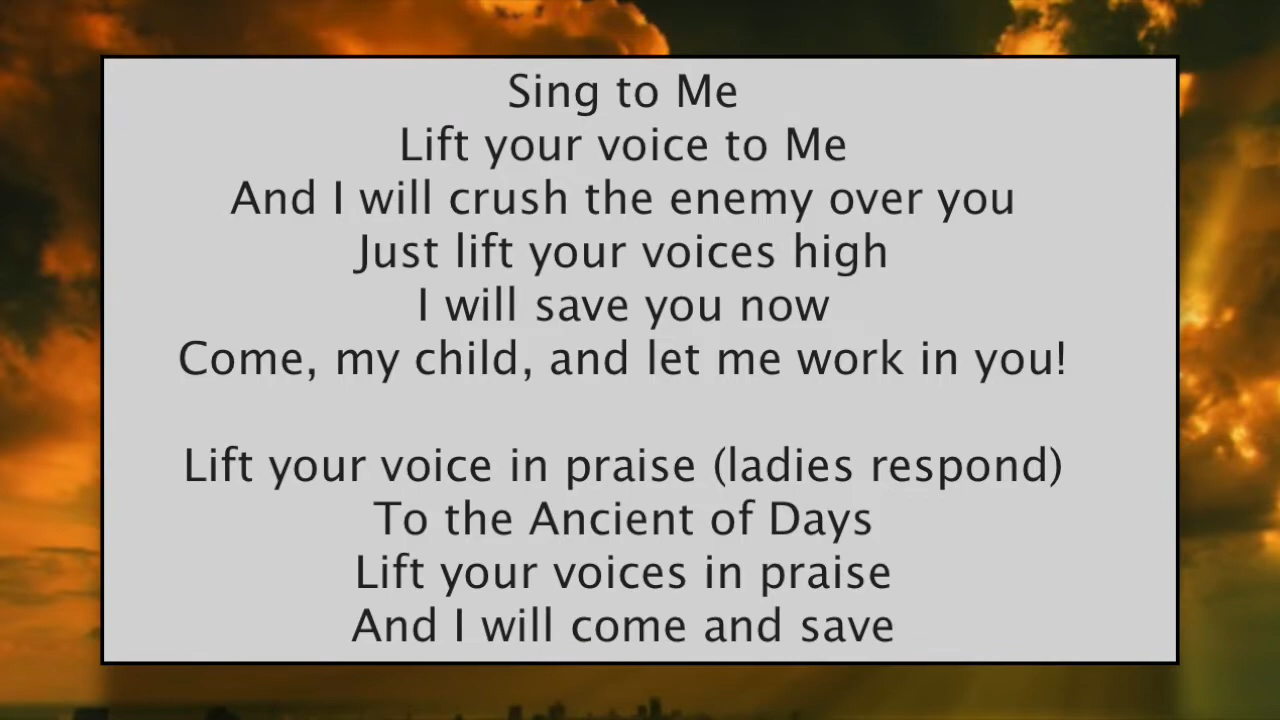 Sing to Me
Lift your voice to Me
And I will crush the enemy over you
Just lift your voices high
I will save you now
Come, my child, and let me work in you!
Lift your voice in praise (ladies respond)
To the Ancient of Days
Lift your voices in praise
And I will come and save